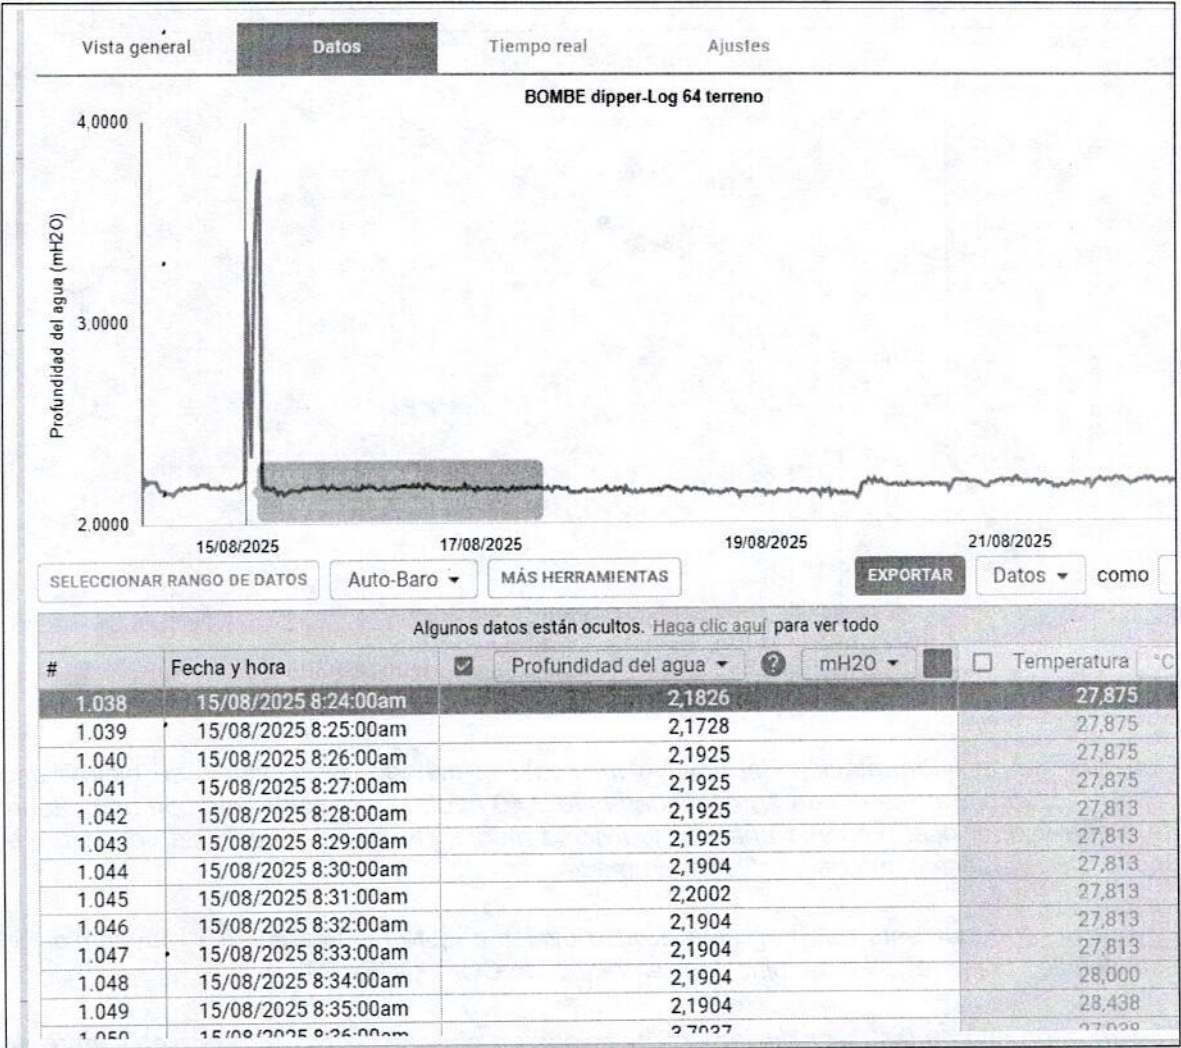 Vista general Datos Tiempo real Ajustes
BOMBE dipper-Log 64 terreno
4,0000
3.0000
2.0000
Profundidad del agua (mH2O)
15/08/2025 17/08/2025 19/08/2025 21/08/2025
SELECCIONAR RANGO DE DATOS Auto-Baro MÁS HERRAMIENTAS EXPORTAR Datos como
Algunos datos están ocultos. Haga clic aquí para ver todo
# Fecha y hora Profundidad del agua ? mH2O Temperatura °C
1.038 15/08/2025 8:24:00am 2,1826 27,875
1.039 15/08/2025 8:25:00am 2,1728 27,875
1.040 15/08/2025 8:26:00am 2,1925 27,875
1.041 15/08/2025 8:27:00am 2,1925 27,875
1.042 15/08/2025 8:28:00am 2,1925 27,813
1.043 15/08/2025 8:29:00am 2,1925 27,813
1.044 15/08/2025 8:30:00am 2,1904 27,813
1.045 15/08/2025 8:31:00am 2,2002 27,813
1.046 15/08/2025 8:32:00am 2,1904 27,813
1.047 15/08/2025 8:33:00am 2,1904 27,813
1.048 15/08/2025 8:34:00am 2,1904 28,000
1.049 15/08/2025 8:35:00am 2,1904 28,438
1.050 15/08/2025 8:36:00am